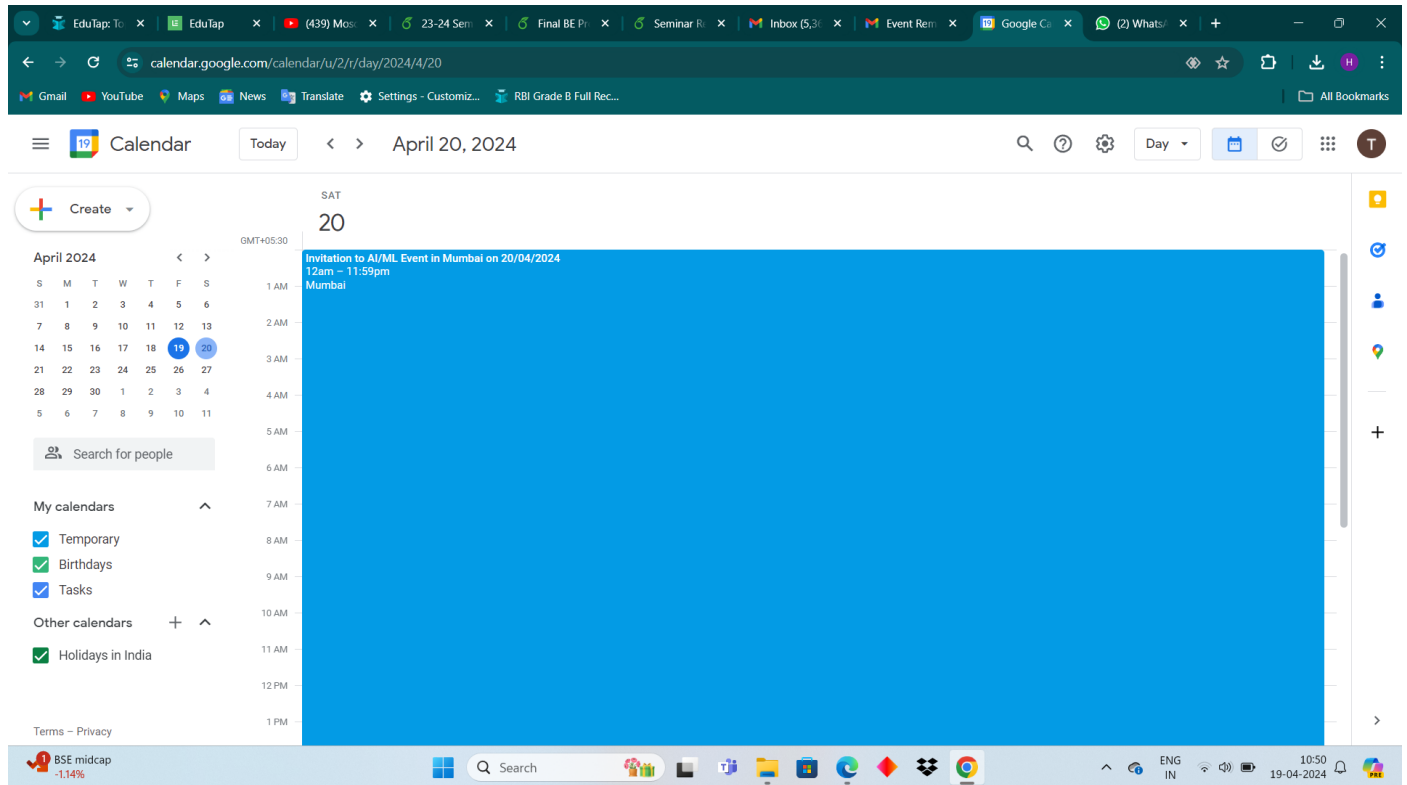 EduTap: To
EduTap
(439) Mosc
23-24 Sem
Final BE Pr
Seminar R
Inbox (5,36
Event Rem
Google Ca
(2) WhatsA
calendar.google.com/calendar/u/2/r/day/2024/4/20
H
Gmail
YouTube
Maps
News
Translate
Settings - Customiz...
RBI Grade B Full Rec...
All Bookmarks
19
Calendar
Today
April 20, 2024
Day
T
Create
SAT
20
GMT+05:30
April 2024
S M T W T F S
31 1 2 3 4 5 6
7 8 9 10 11 12 13
14 15 16 17 18 19 20
21 22 23 24 25 26 27
28 29 30 1 2 3 4
5 6 7 8 9 10 11
Search for people
My calendars
Temporary
Birthdays
Tasks
Other calendars
Holidays in India
Terms – Privacy
Invitation to AI/ML Event in Mumbai on 20/04/2024
12am – 11:59pm
Mumbai
1 AM
2 AM
3 AM
4 AM
5 AM
6 AM
7 AM
8 AM
9 AM
10 AM
11 AM
12 PM
1 PM
1
BSE midcap
-1.14%
Search
ENG
IN
10:50
19-04-2024
PRE